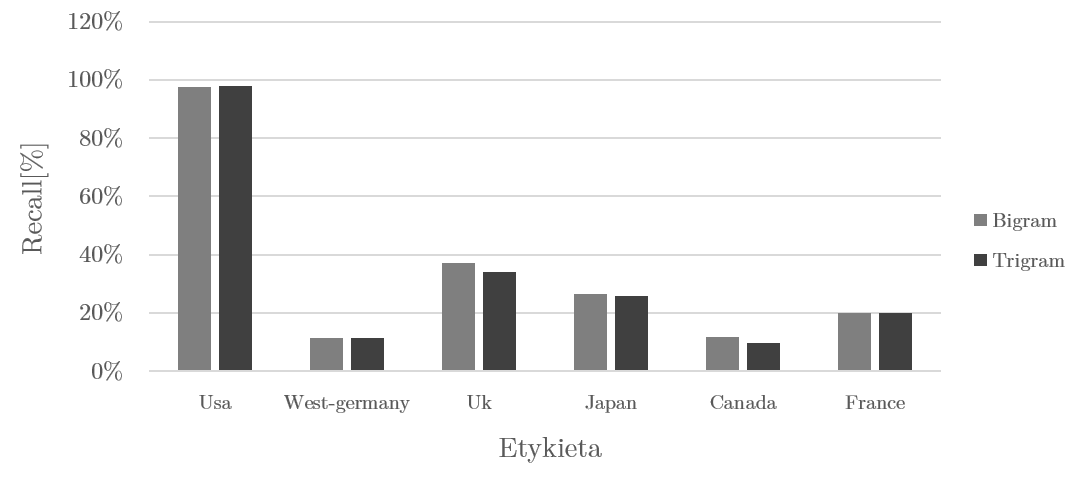 120%
100%
80%
60%
40%
20%
0%
Recall[%]
Usa West-germany Uk Japan Canada France
Etykieta
Bigram
Trigram